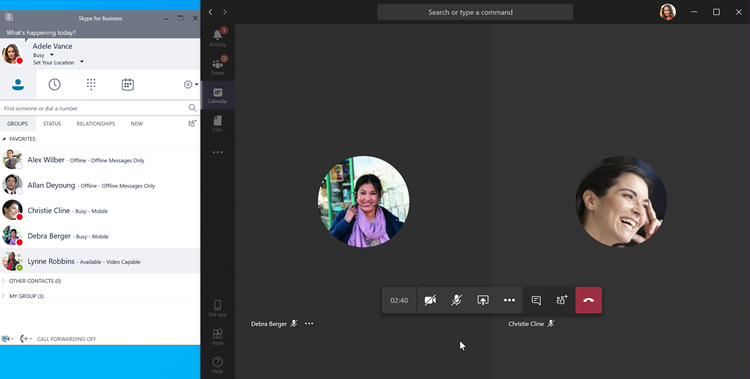 Skype for Business
What's happening today?
Adele Vance
Busy
Set Your Location
Find someone or dial a number
GROUPS STATUS RELATIONSHIPS NEW
FAVORITES
Alex Wilber - Offline - Offline Messages Only
Allan Deyoung - Offline - Offline Messages Only
Christie Cline - Busy - Mobile
Debra Berger - Busy - Mobile
Lynne Robbins - Available - Video Capable
OTHER CONTACTS (0)
MY GROUP (3)
CALL FORWARDING OFF
Search or type a command
Activity
Teams
Calendar
Files
Get app
Apps
Help
02:40
Debra Berger
Christie Cline